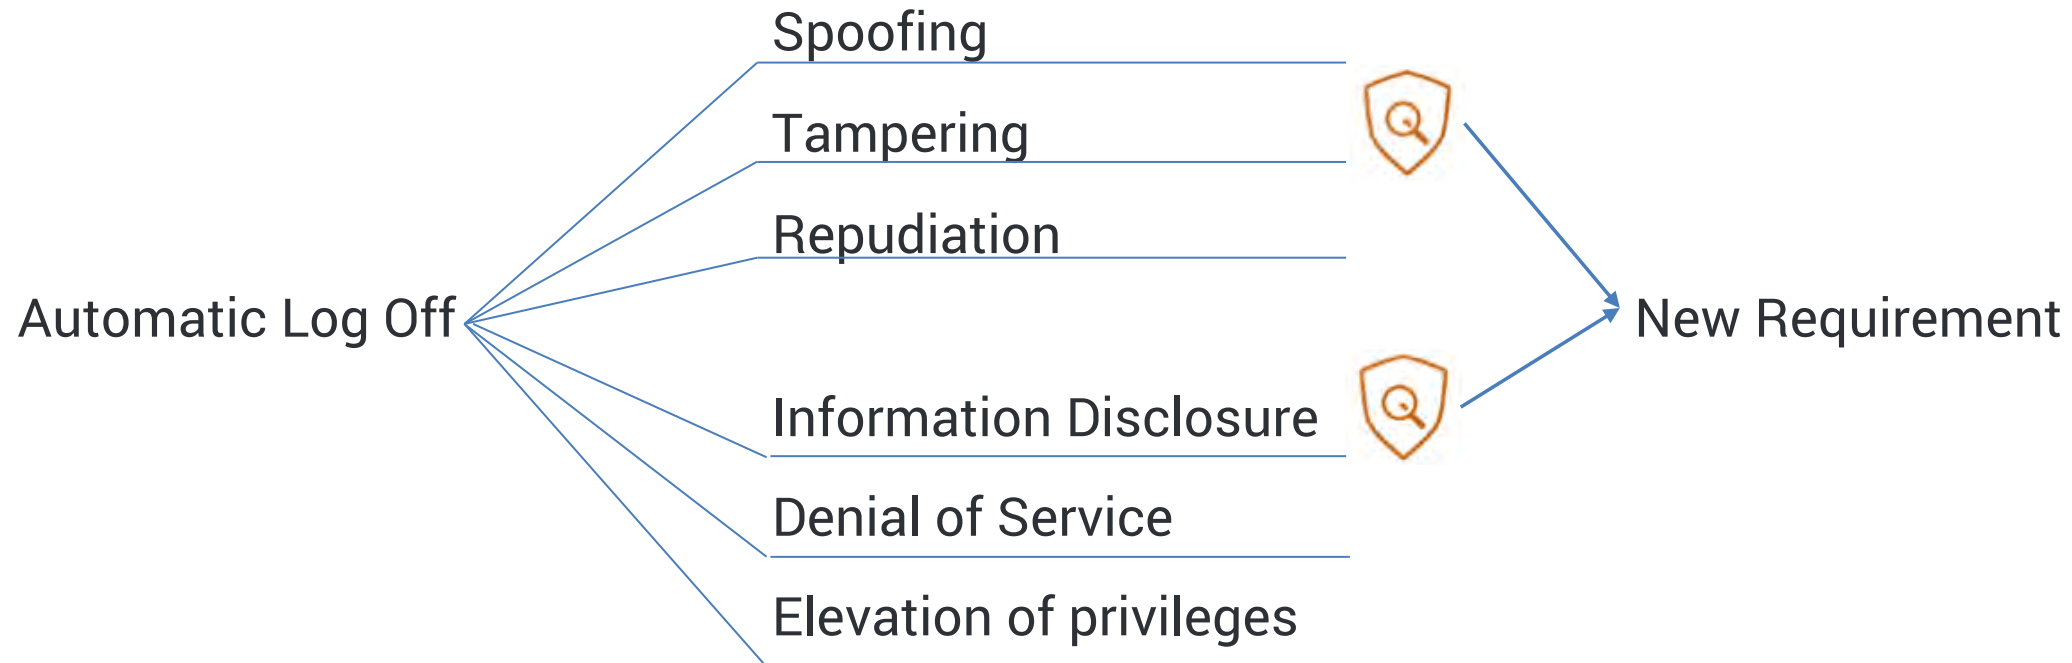 Spoofing
Tampering
Repudiation
Automatic Log Off
New Requirement
Information Disclosure
Denial of Service
Elevation of privileges